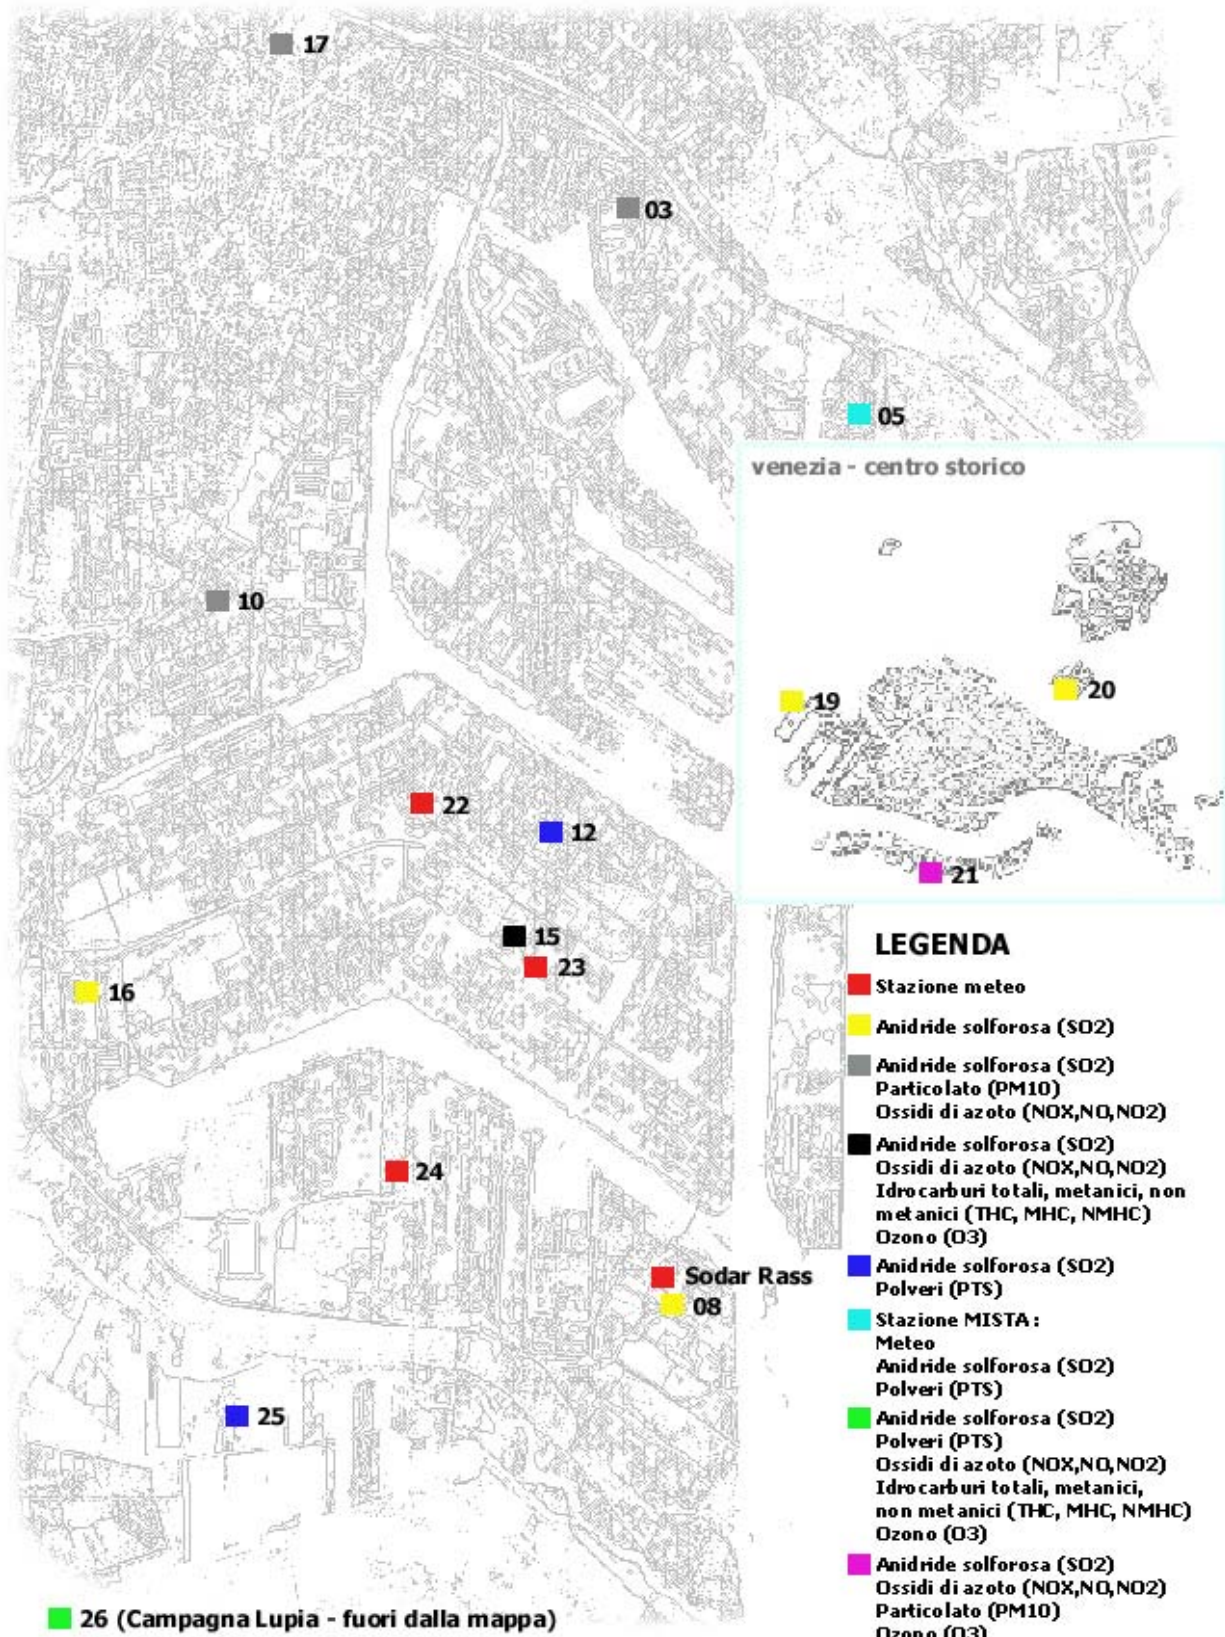 17
03
05
venezia - centro storico
10
19
20
22
12
21
15
23
16
24
Sodar Rass
08
25
26 (Campagna Lupia - fuori dalla mappa)
LEGENDA
Stazione meteo
Anidride solforosa (SO2)
Anidride solforosa (SO2)
Particolato (PM10)
Ossidi di azoto (NOX,NO,NO2)
Anidride solforosa (SO2)
Ossidi di azoto (NOX,NO,NO2)
Idrocarburi totali, metanici, non
metanici (THC, MHC, NMHC)
Ozono (O3)
Anidride solforosa (SO2)
Polveri (PTS)
Stazione MISTA :
Meteo
Anidride solforosa (SO2)
Polveri (PTS)
Anidride solforosa (SO2)
Polveri (PTS)
Ossidi di azoto (NOX,NO,NO2)
Idrocarburi totali, metanici,
non metanici (THC, MHC, NMHC)
Ozono (O3)
Anidride solforosa (SO2)
Ossidi di azoto (NOX,NO,NO2)
Particolato (PM10)
Ozono (O3)